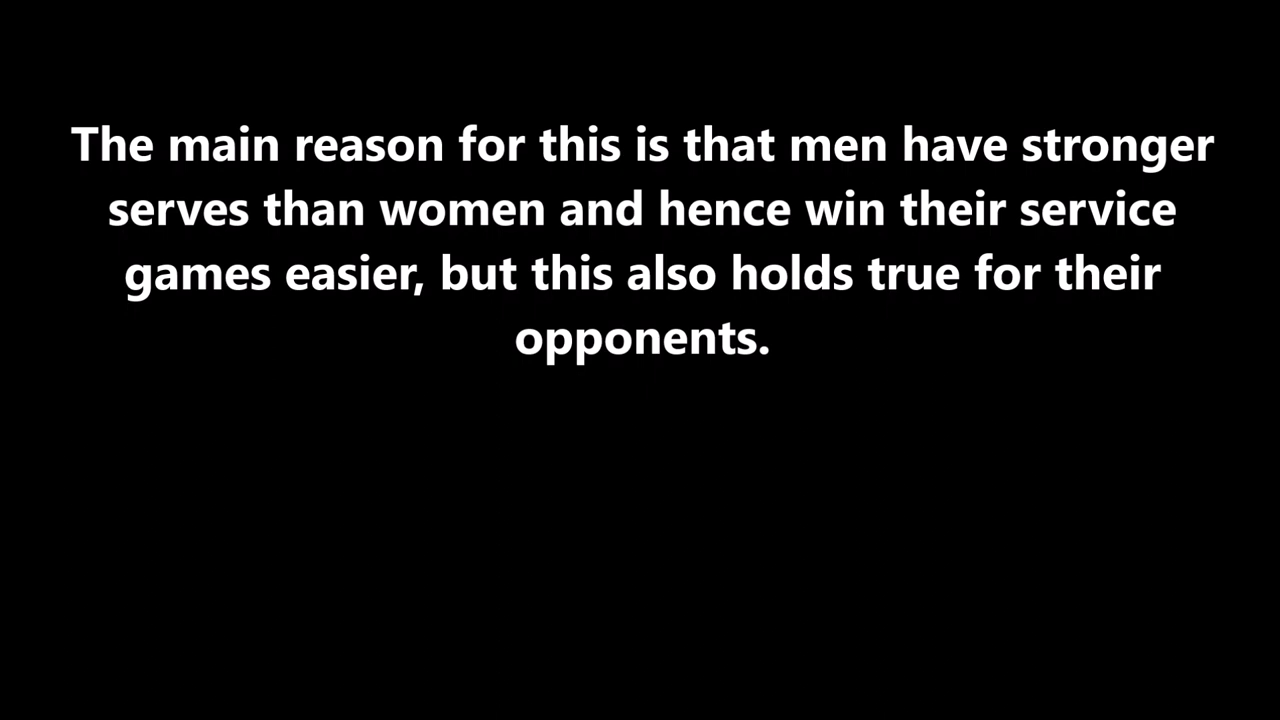 The main reason for this is that men have stronger
serves than women and hence win their service
games easier, but this also holds true for their
opponents.